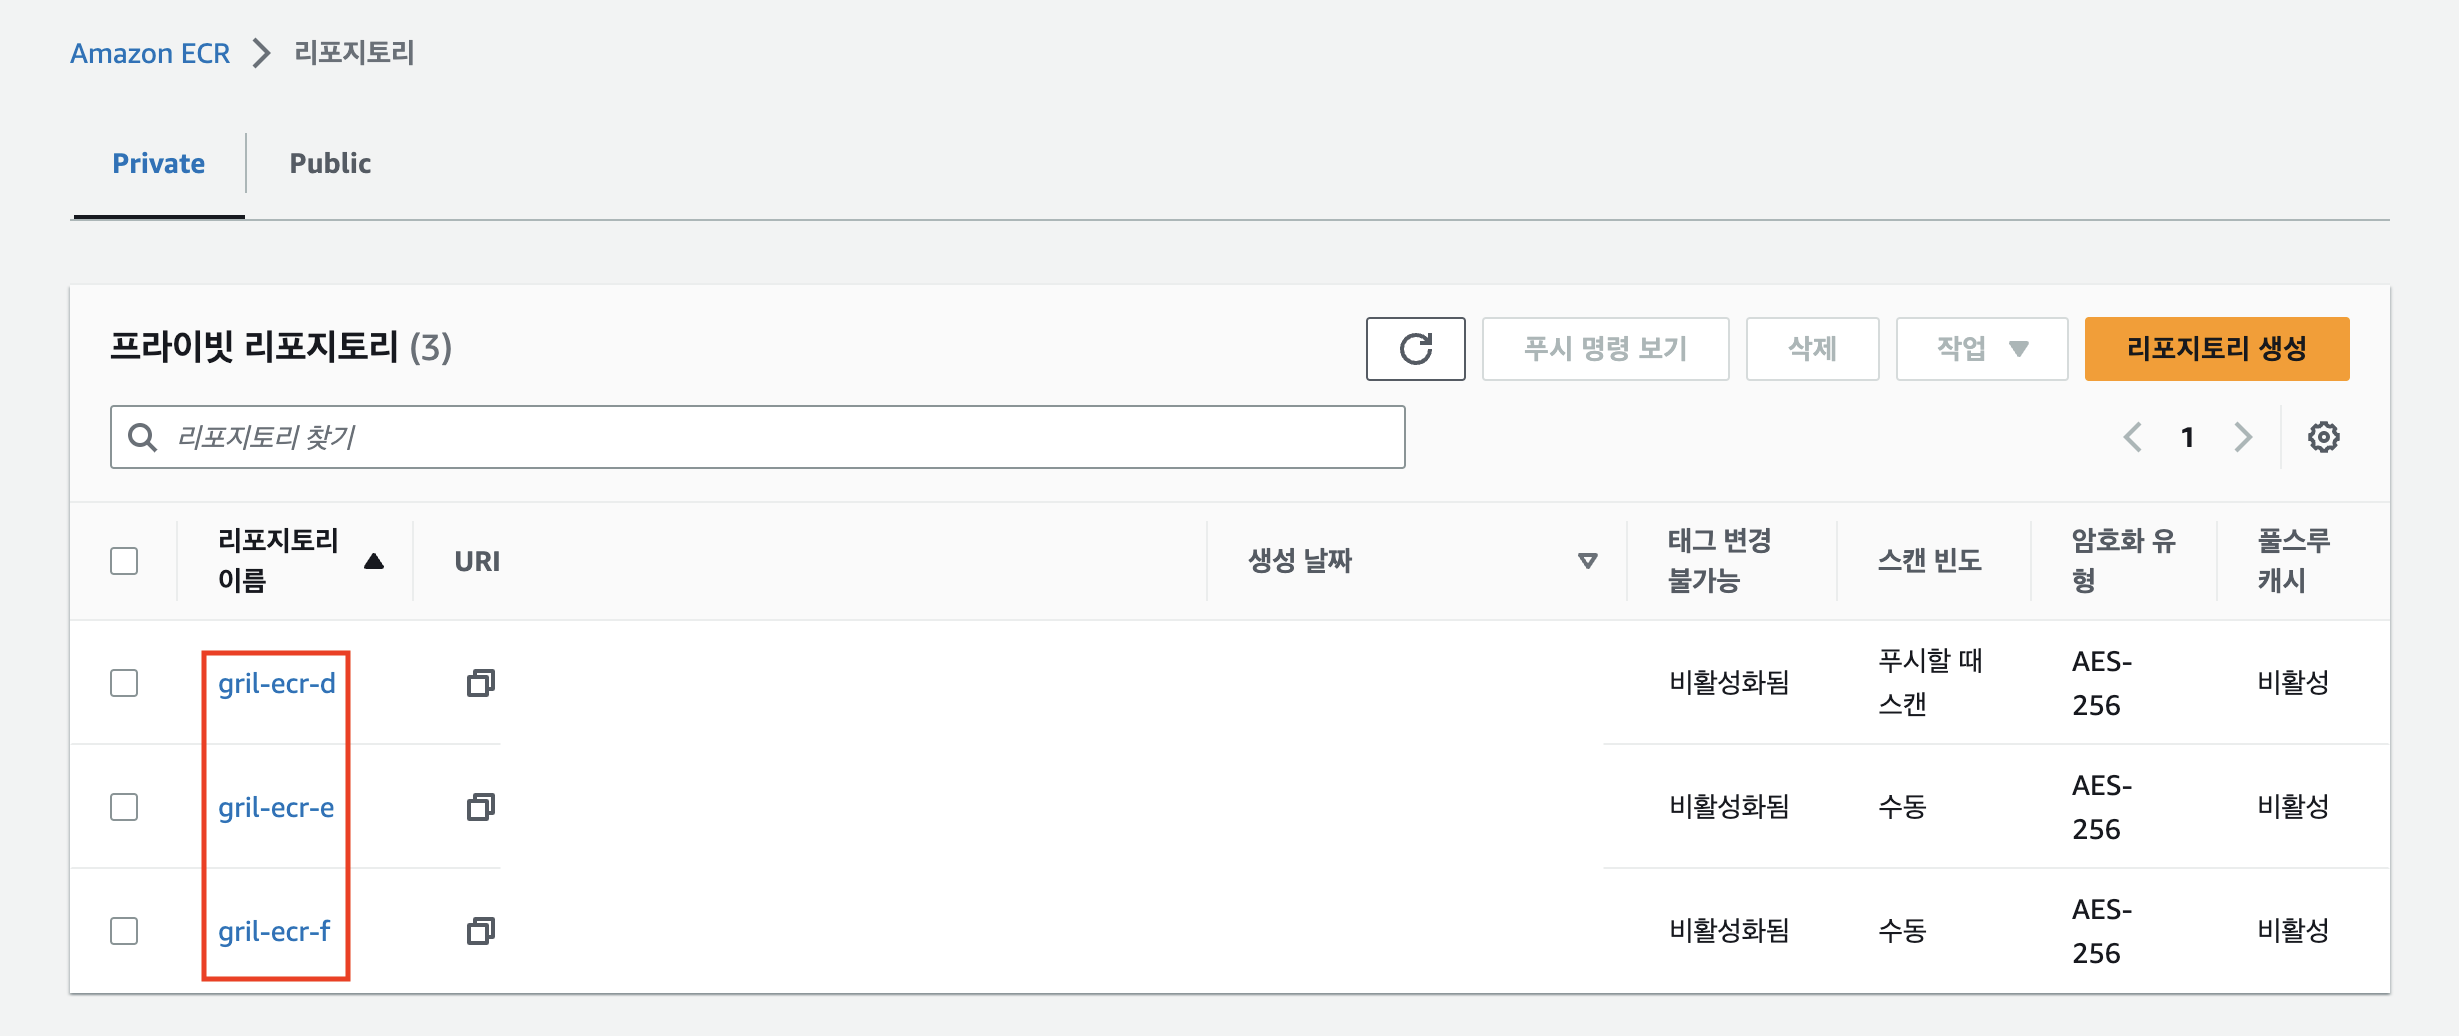 Amazon ECR > 리포지토리
Private Public
프라이빗 리포지토리 (3) 푸시 명령 보기 삭제 작업 리포지토리 생성
리포지토리 찾기 1
리포지토리 이름 URI 생성 날짜 태그 변경 불가능 스캔 빈도 암호화 유형 풀스루 캐시
gril-ecr-d 비활성화됨 푸시할 때 스캔 AES-256 비활성
gril-ecr-e 비활성화됨 수동 AES-256 비활성
gril-ecr-f 비활성화됨 수동 AES-256 비활성